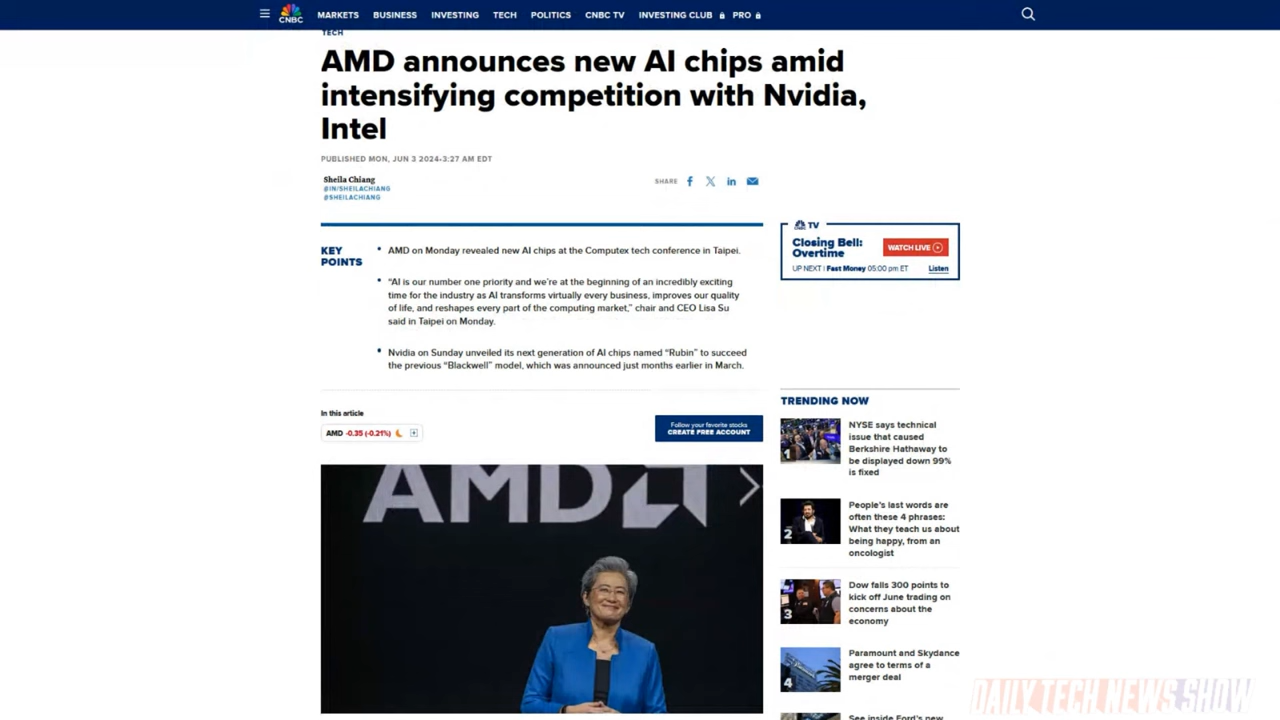 CNBC
MARKETS BUSINESS INVESTING TECH POLITICS CNBC TV INVESTING CLUB PRO
TECH
AMD announces new AI chips amid
intensifying competition with Nvidia,
Intel
PUBLISHED MON, JUN 3 2024•3:27 AM EDT
Sheila Chiang
@IN/SHEILACHIANG
@SHEILACHIANG
SHARE
KEY
POINTS
• AMD on Monday revealed new AI chips at the Computex tech conference in Taipei.
• “AI is our number one priority and we’re at the beginning of an incredibly exciting
time for the industry as AI transforms virtually every business, improves our quality
of life, and reshapes every part of the computing market,” chair and CEO Lisa Su
said in Taipei on Monday.
• Nvidia on Sunday unveiled its next generation of AI chips named “Rubin” to succeed
the previous “Blackwell” model, which was announced just months earlier in March.
In this article
AMD -0.35 (-0.21%)
Follow your favorite stocks
CREATE FREE ACCOUNT
AMD
TV
Closing Bell:
Overtime
WATCH LIVE
UP NEXT | Fast Money 05:00 pm ET
Listen
TRENDING NOW
1
NYSE says technical
issue that caused
Berkshire Hathaway to
be displayed down 99%
is fixed
2
People’s last words are
often these 4 phrases:
What they teach us about
being happy, from an
oncologist
3
Dow falls 300 points to
kick off June trading on
concerns about the
economy
4
Paramount and Skydance
agree to terms of a
merger deal
See inside Ford’s new
DAILY TECH NEWS SHOW